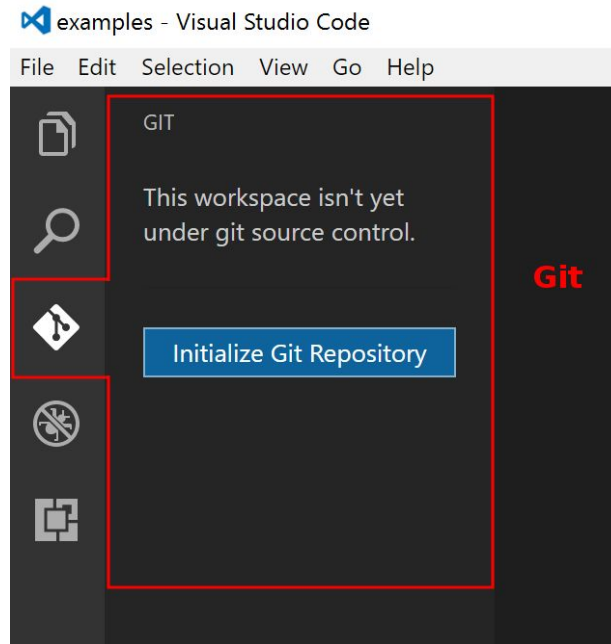 examples - Visual Studio Code
File Edit Selection View Go Help
GIT
This workspace isn't yet
under git source control.
Git
Initialize Git Repository